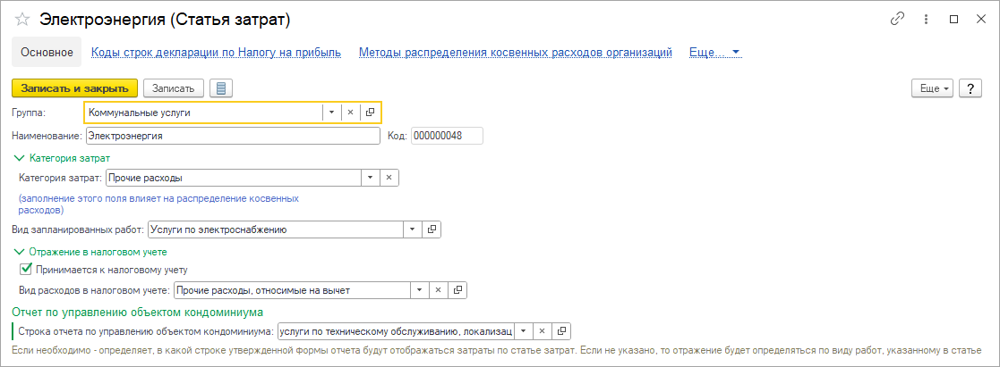 Электроэнергия (Статья затрат)
Основное Коды строк декларации по Налогу на прибыль Методы распределения косвенных расходов организаций Еще...
Записать и закрыть Записать Еще ?
Группа: Коммунальные услуги
Наименование: Электроэнергия Код: 000000048
Категория затрат
Категория затрат: Прочие расходы
(заполнение этого поля влияет на распределение косвенных
расходов)
Вид запланированных работ: Услуги по электроснабжению
Отражение в налоговом учете
Принимается к налоговому учету
Вид расходов в налоговом учете: Прочие расходы, относимые на вычет
Отчет по управлению объектом кондоминиума
Строка отчета по управлению объектом кондоминиума: услуги по техническому обслуживанию, локализац
Если необходимо - определяет, в какой строке утвержденной формы отчета будут отображаться затраты по статье затрат. Если не указано, то отражение будет определяться по виду работ, указанному в статье